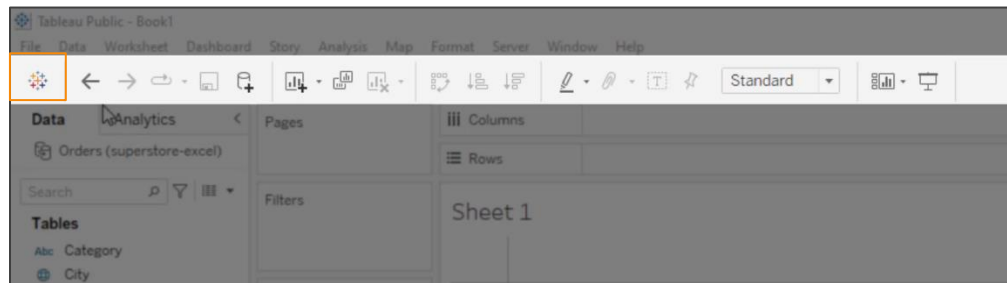 Tableau Public - Book1
File Data Worksheet Dashboard Story Analysis Map Format Server Window Help
T Standard
Data Analytics < Pages iii Columns
Orders (superstore-excel)
Rows
Search
Filters
Sheet 1
Tables
Abc Category
City